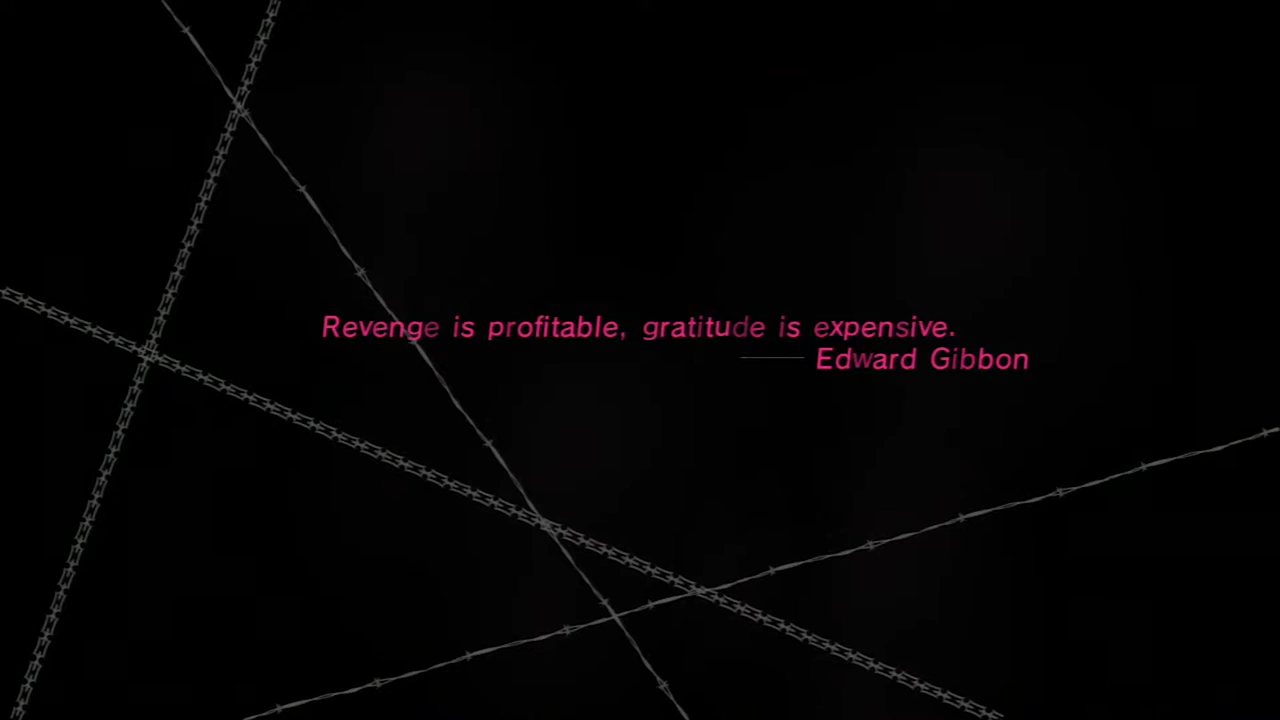 Revenge is profitable, gratitude is expensive.
Edward Gibbon